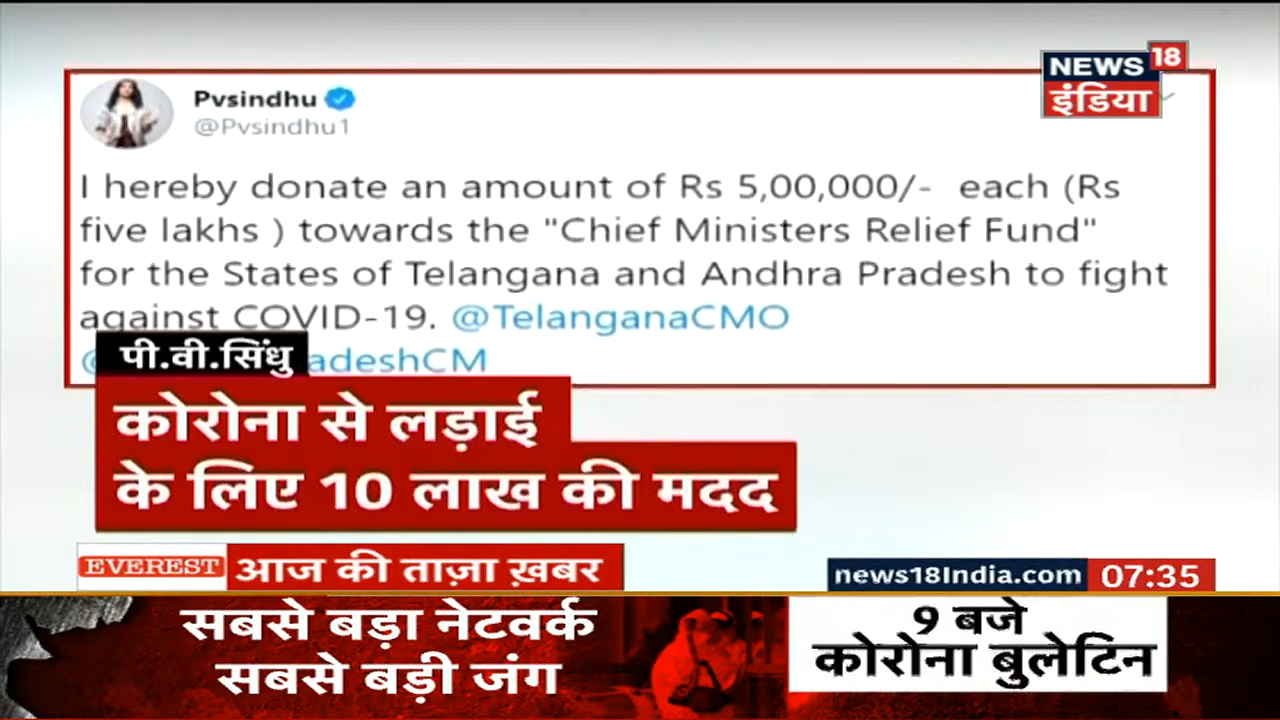 NEWS 18
इंडिया
Pvsindhu
@Pvsindhu1
I hereby donate an amount of Rs 5,00,000/- each (Rs
five lakhs ) towards the "Chief Ministers Relief Fund"
for the States of Telangana and Andhra Pradesh to fight
against COVID-19. @TelanganaCMO
adeshCM
पी.वी.सिंधु
कोरोना से लड़ाई
के लिए 10 लाख की मदद
EVEREST आज की ताज़ा ख़बर
news18India.com 07:35
सबसे बड़ा नेटवर्क
सबसे बड़ी जंग
9 बजे
कोरोना बुलेटिन